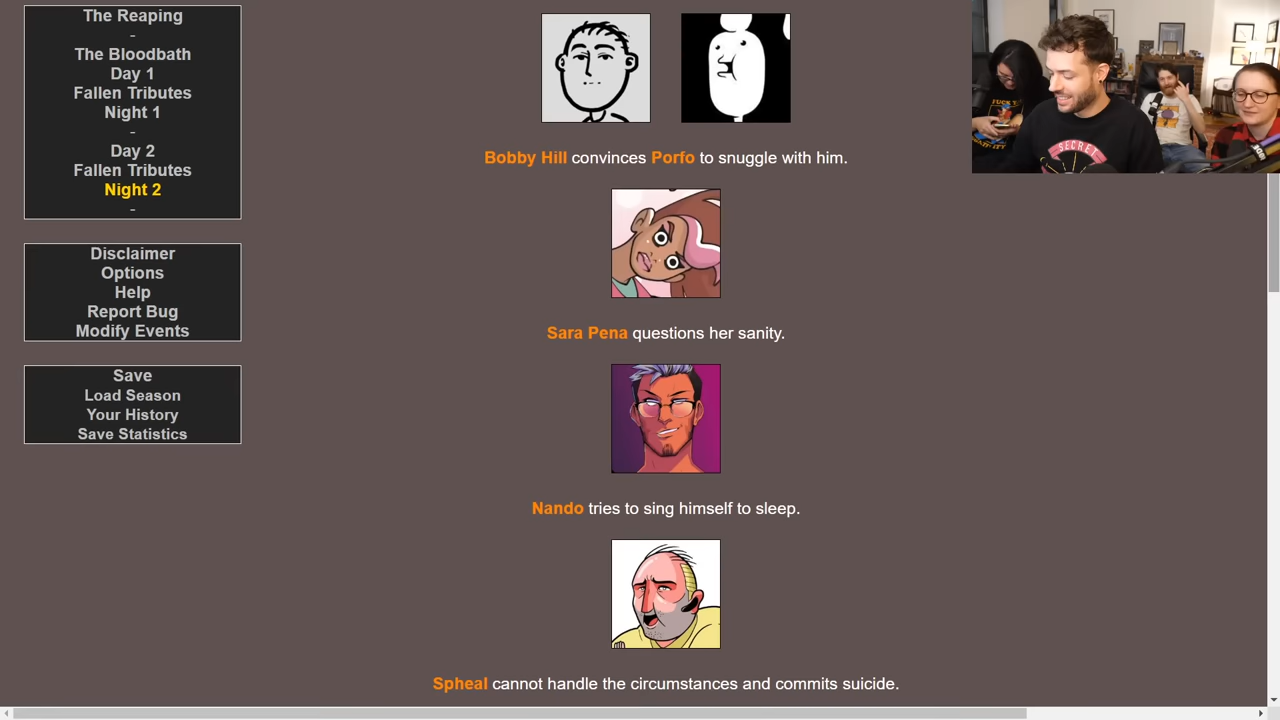 The Reaping
-
The Bloodbath
Day 1
Fallen Tributes
Night 1
-
Day 2
Fallen Tributes
Night 2
-
Disclaimer
Options
Help
Report Bug
Modify Events
Save
Load Season
Your History
Save Statistics
Bobby Hill convinces Porfo to snuggle with him.
Sara Pena questions her sanity.
Nando tries to sing himself to sleep.
Spheal cannot handle the circumstances and commits suicide.
SECRET